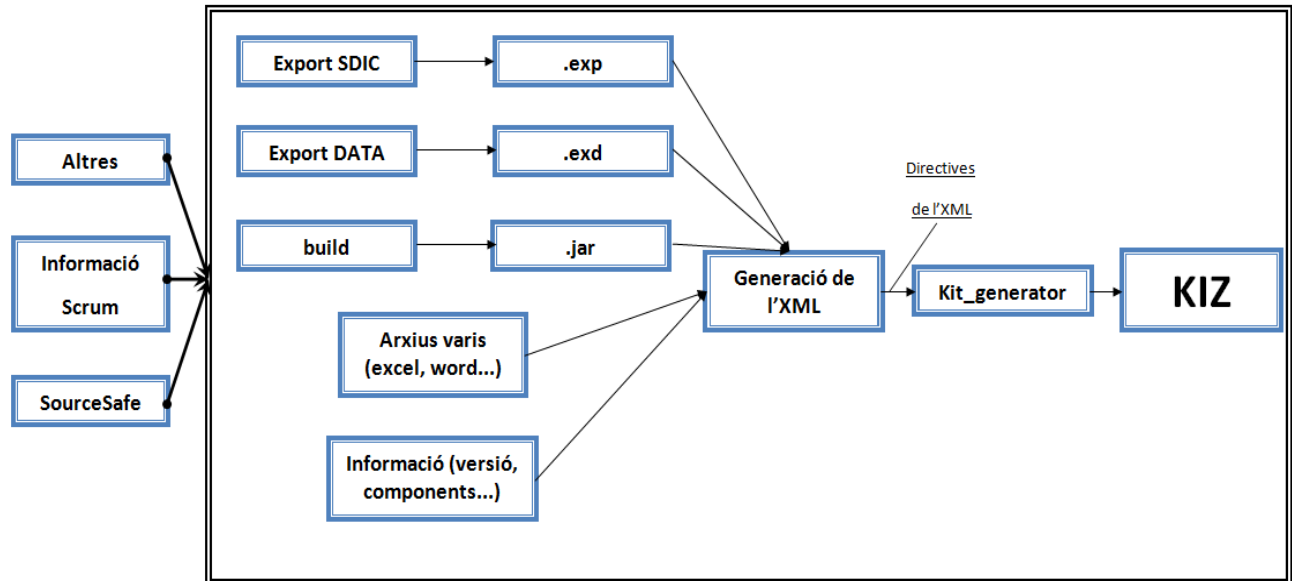 Export SDIC
.exp
Altres
Export DATA
.exd
Directives
de l'XML
Informació
Scrum
build
.jar
Generació de
l'XML
Kit_generator
KIZ
Arxius varis
(excel, word...)
SourceSafe
Informació (versió,
components...)